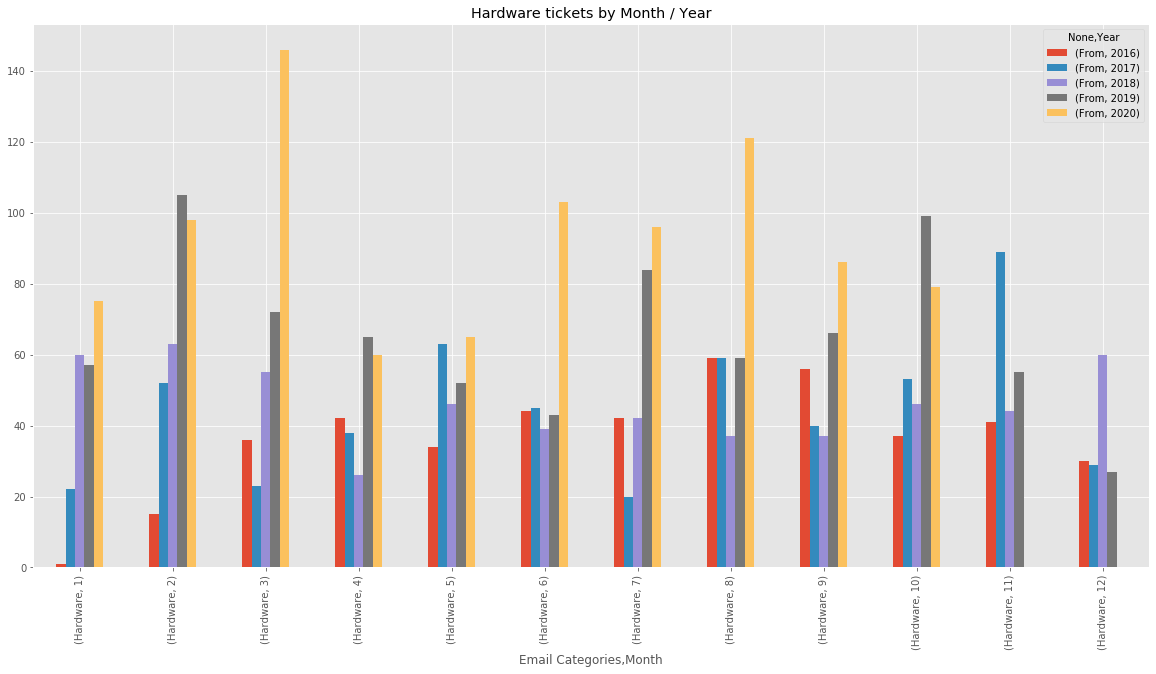 Hardware tickets by Month / Year
None,Year
(From, 2016)
(From, 2017)
(From, 2018)
(From, 2019)
(From, 2020)
140
120
100
80
60
40
20
0
(Hardware, 1)
(Hardware, 2)
(Hardware, 3)
(Hardware, 4)
(Hardware, 5)
(Hardware, 6)
(Hardware, 7)
(Hardware, 8)
(Hardware, 9)
(Hardware, 10)
(Hardware, 11)
(Hardware, 12)
Email Categories,Month